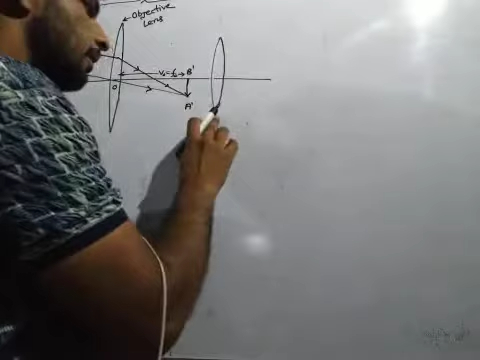 Objective
Lens
V₀=f₀
B'
O
A'